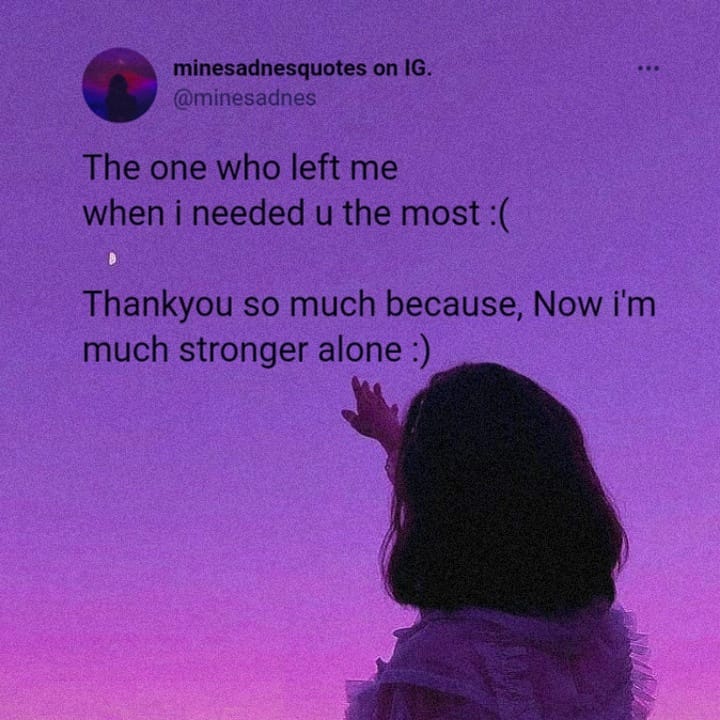 minesadnesquotes on IG.
@minesadnes
The one who left me
when i needed u the most :(
Thankyou so much because, Now i'm
much stronger alone :)